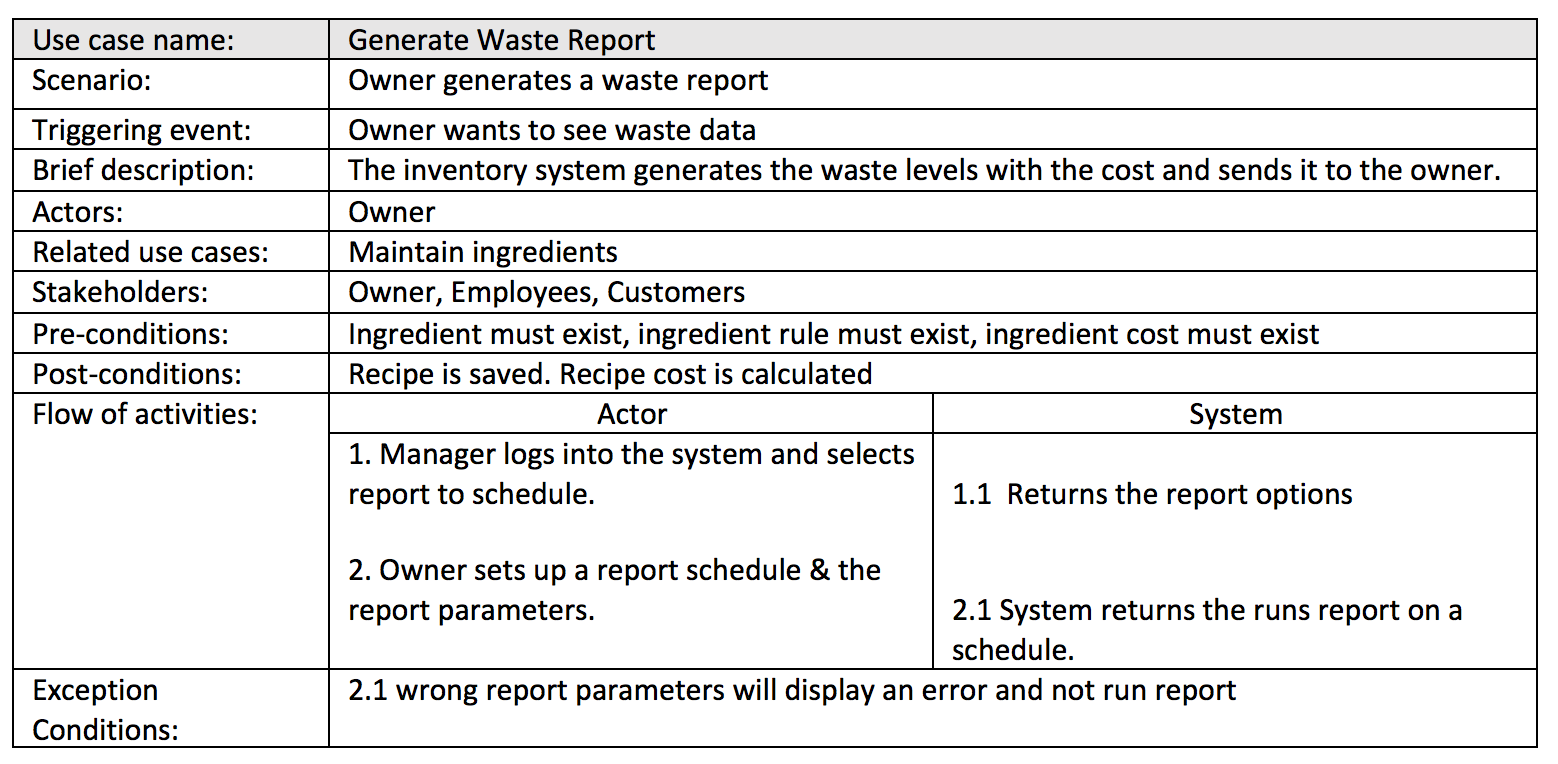 Use case name: Generate Waste Report
Scenario: Owner generates a waste report
Triggering event: Owner wants to see waste data
Brief description: The inventory system generates the waste levels with the cost and sends it to the owner.
Actors: Owner
Related use cases: Maintain ingredients
Stakeholders: Owner, Employees, Customers
Pre-conditions: Ingredient must exist, ingredient rule must exist, ingredient cost must exist
Post-conditions: Recipe is saved. Recipe cost is calculated
Flow of activities: Actor System
1. Manager logs into the system and selects
report to schedule.
1.1 Returns the report options
2. Owner sets up a report schedule & the
report parameters.
2.1 System returns the runs report on a
schedule.
Exception
Conditions:
2.1 wrong report parameters will display an error and not run report